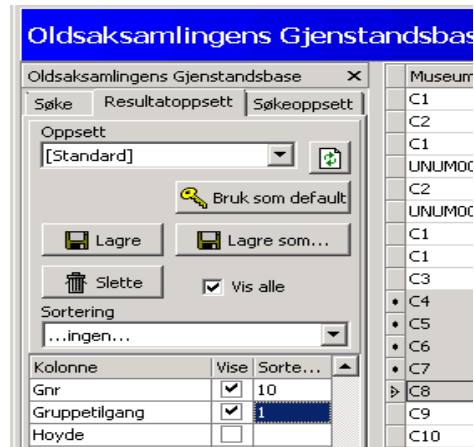 Oldsaksamlingens Gjenstandsbas
Oldsaksamlingens Gjenstandsbase
Søke Resultatoppsett Søkeoppsett
Oppsett
[Standard]
Bruk som default
Lagre Lagre som...
Slette Vis alle
Sortering
...ingen...
Kolonne Vise Sorte...
Gnr 10
Gruppetilgang 1
Hoyde
Museum
C1
C2
C1
UNUM00
C2
UNUM00
C1
C1
C3
C4
C5
C6
C7
C8
C9
C10